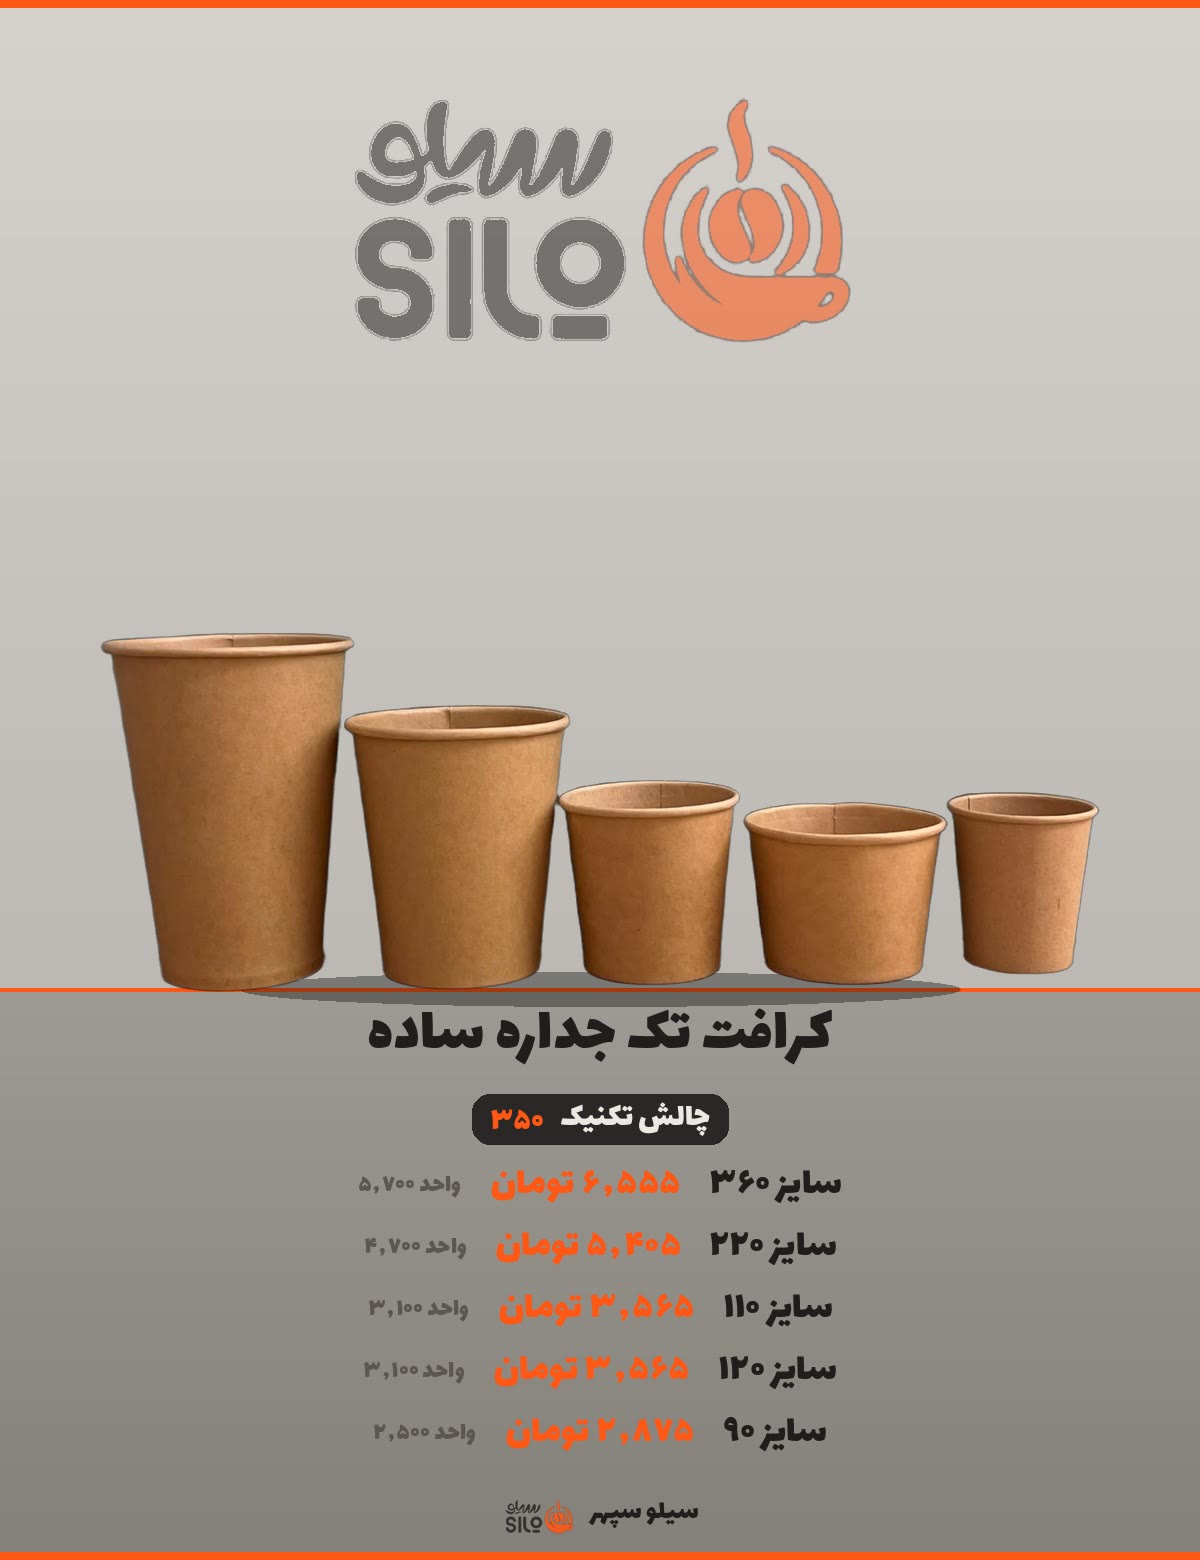 سیلو
SILO
کرافت تک جداره ساده
چالش تکنیک ۳۵۰
سایز ۳۶۰ ۶,۵۵۵ تومان واحد ۵,۷۰۰
سایز ۲۲۰ ۵,۴۰۵ تومان واحد ۴,۷۰۰
سایز ۱۱۰ ۳,۵۶۵ تومان واحد ۳,۱۰۰
سایز ۱۲۰ ۳,۵۶۵ تومان واحد ۳,۱۰۰
سایز ۹۰ ۲,۸۷۵ تومان واحد ۲,۵۰۰
سیلو سپهر سیلو SILO